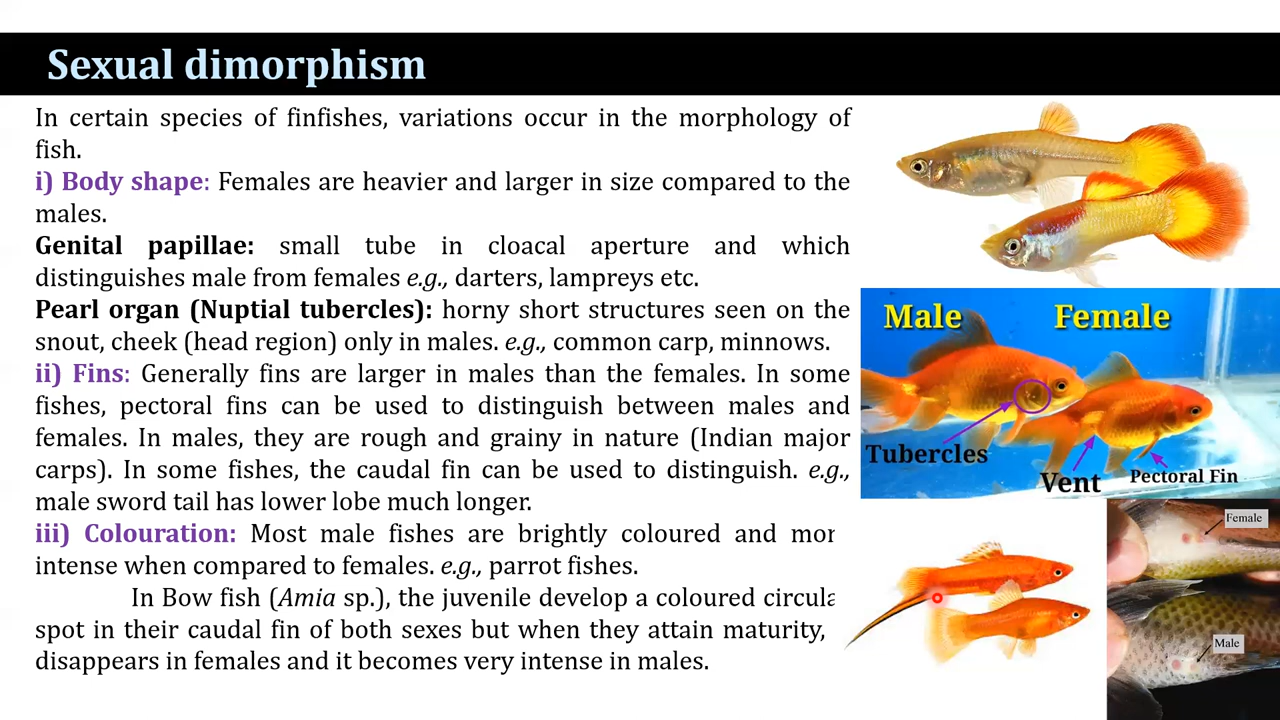 Sexual dimorphism
In certain species of finfishes, variations occur in the morphology of
fish.
i) Body shape: Females are heavier and larger in size compared to the
males.
Genital papillae: small tube in cloacal aperture and which
distinguishes male from females e.g., darters, lampreys etc.
Pearl organ (Nuptial tubercles): horny short structures seen on the
snout, cheek (head region) only in males. e.g., common carp, minnows.
ii) Fins: Generally fins are larger in males than the females. In some
fishes, pectoral fins can be used to distinguish between males and
females. In males, they are rough and grainy in nature (Indian major
carps). In some fishes, the caudal fin can be used to distinguish. e.g.,
male sword tail has lower lobe much longer.
iii) Colouration: Most male fishes are brightly coloured and mor
intense when compared to females. e.g., parrot fishes.
In Bow fish (Amia sp.), the juvenile develop a coloured circula
spot in their caudal fin of both sexes but when they attain maturity,
disappears in females and it becomes very intense in males.
Male Female
Tubercles
Vent
Pectoral Fin
Female
Male